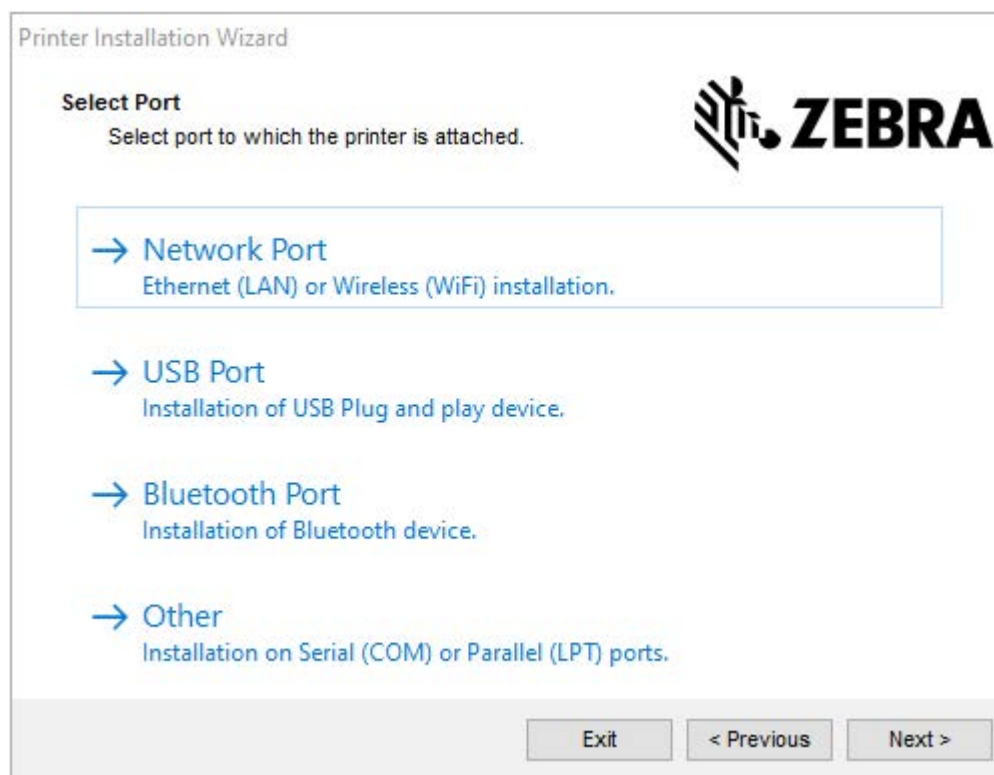 Printer Installation Wizard
Select Port
Select port to which the printer is attached.
ZEBRA
→ Network Port
Ethernet (LAN) or Wireless (WiFi) installation.
→ USB Port
Installation of USB Plug and play device.
→ Bluetooth Port
Installation of Bluetooth device.
→ Other
Installation on Serial (COM) or Parallel (LPT) ports.
Exit < Previous Next >